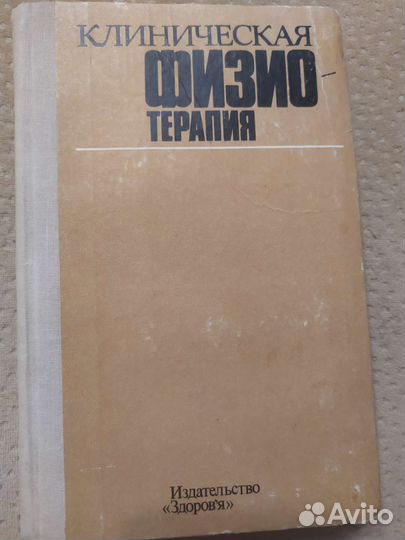 КЛИНИЧЕСКАЯ
ФИЗИО-
ТЕРАПИЯ
Издательство
«Здоров'я»
Avito